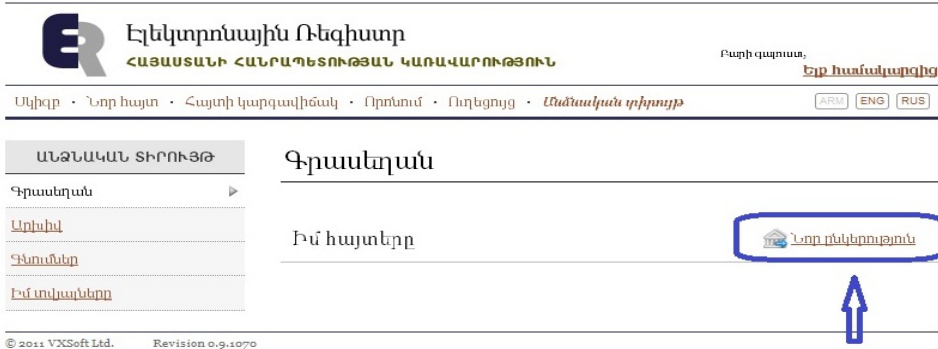 ER
Էլեկտրոնային Ռեգիստր
ՀԱՅԱՍՏԱՆԻ ՀԱՆՐԱՊԵՏՈՒԹՅԱՆ ԿԱՌԱՎԱՐՈՒԹՅՈՒՆ
Բարի գալուստ,
Ելք համակարգից
Սկիզբ · Նոր հայտ · Հայտի կարգավիճակ · Որոնում · Ուղեցույց · Անձնական տիրույթ
ARM ENG RUS
ԱՆՁՆԱԿԱՆ ՏԻՐՈՒՅԹ
Գրասեղան
Արխիվ
Գնումներ
Իմ տվյալները
Գրասեղան
Իմ հայտերը
Նոր ընկերություն
© 2011 VXSoft Ltd. Revision 0.9.1070